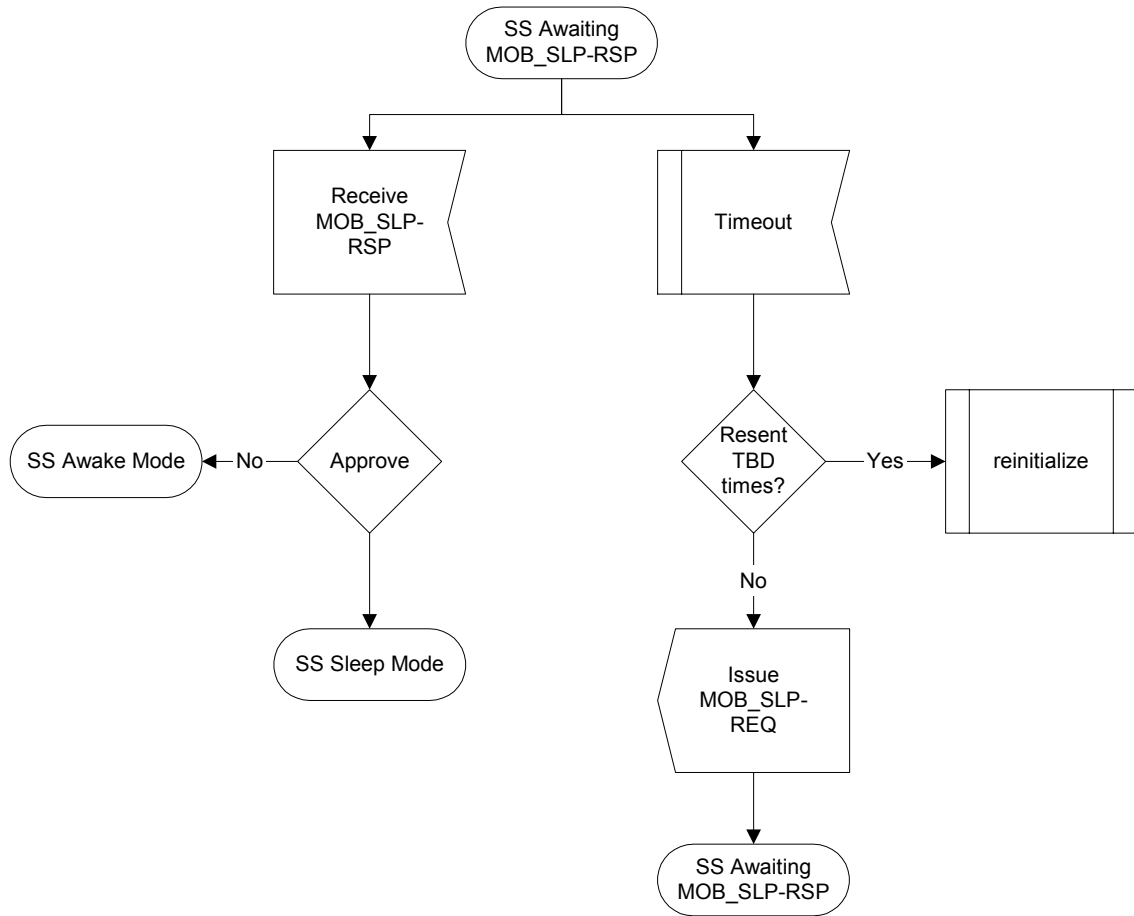 SS Awaiting
MOB_SLP-RSP
Receive
MOB_SLP-
RSP
Timeout
SS Awake Mode
No
Approve
Resent
TBD
times?
Yes
reinitialize
No
SS Sleep Mode
Issue
MOB_SLP-
REQ
SS Awaiting
MOB_SLP-RSP